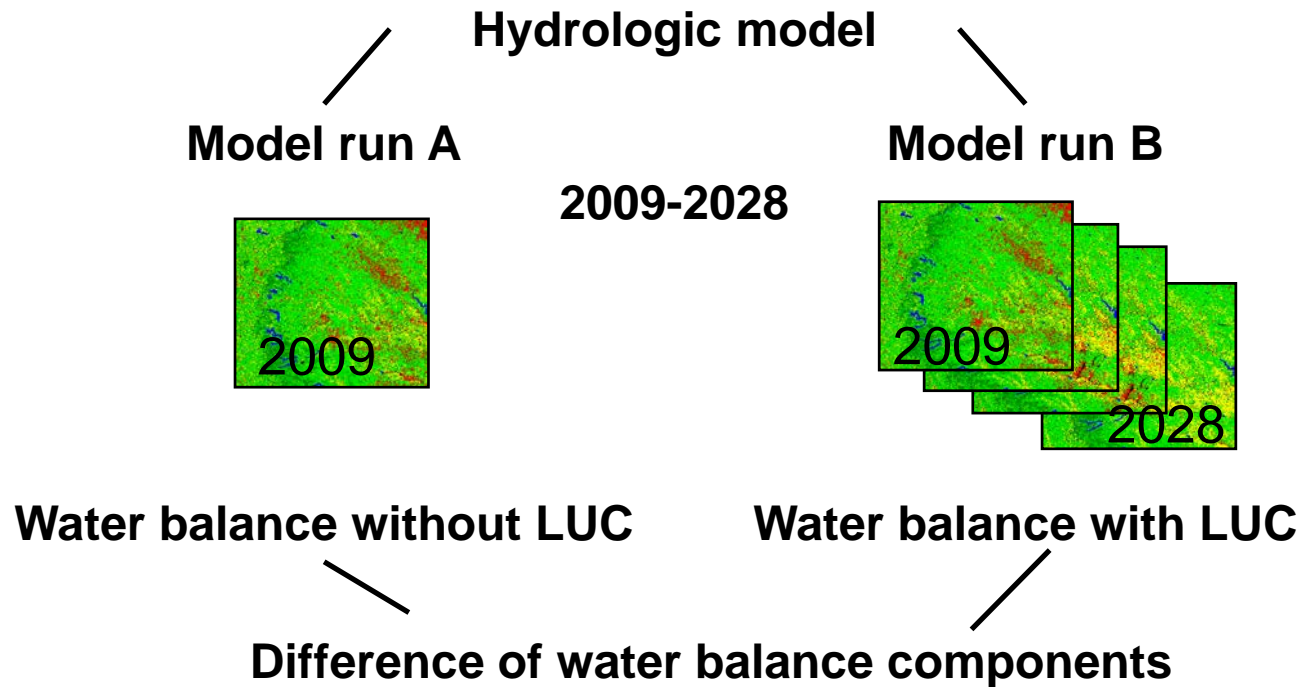 Hydrologic model
Model run A
Model run B
2009-2028
2009
2009
2028
Water balance without LUC
Water balance with LUC
Difference of water balance components